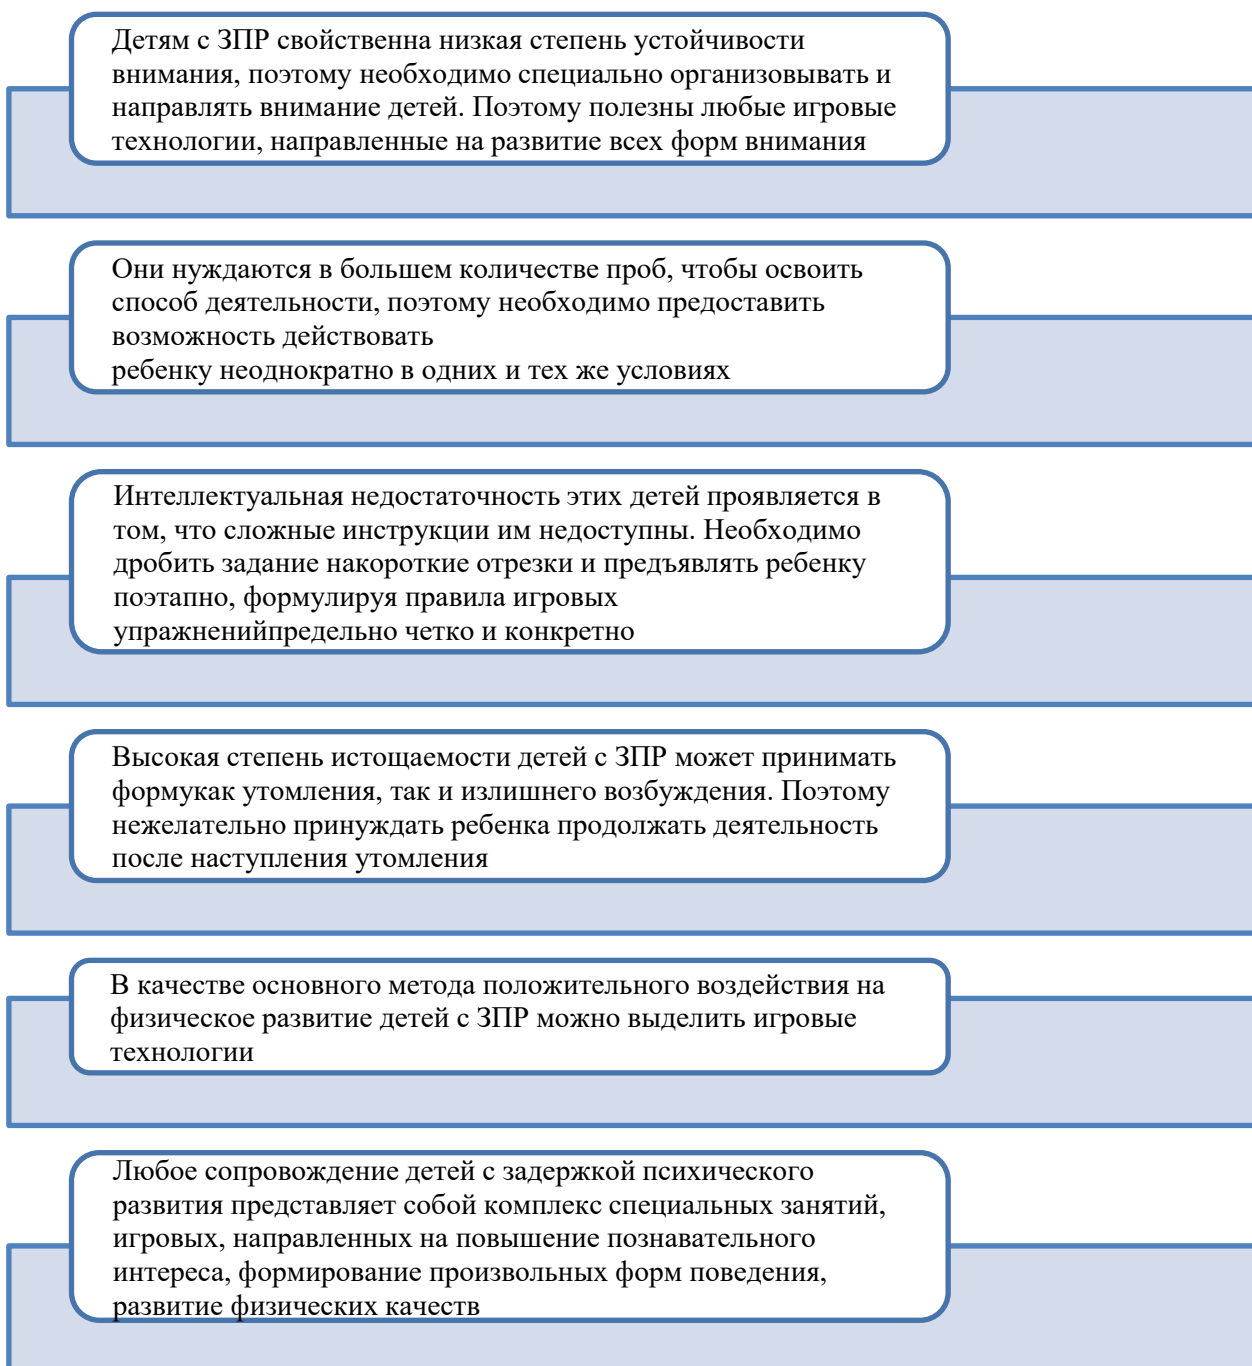 Детям с ЗПР свойственна низкая степень устойчивости
внимания, поэтому необходимо специально организовывать и
направлять внимание детей. Поэтому полезны любые игровые
технологии, направленные на развитие всех форм внимания
Они нуждаются в большем количестве проб, чтобы освоить
способ деятельности, поэтому необходимо предоставить
возможность действовать
ребенку неоднократно в одних и тех же условиях
Интеллектуальная недостаточность этих детей проявляется в
том, что сложные инструкции им недоступны. Необходимо
дробить задание накороткие отрезки и предъявлять ребенку
поэтапно, формулируя правила игровых
упражненийпредельно четко и конкретно
Высокая степень истощаемости детей с ЗПР может принимать
формукак утомления, так и излишнего возбуждения. Поэтому
нежелательно принуждать ребенка продолжать деятельность
после наступления утомления
В качестве основного метода положительного воздействия на
физическое развитие детей с ЗПР можно выделить игровые
технологии
Любое сопровождение детей с задержкой психического
развития представляет собой комплекс специальных занятий,
игровых, направленных на повышение познавательного
интереса, формирование произвольных форм поведения,
развитие физических качеств